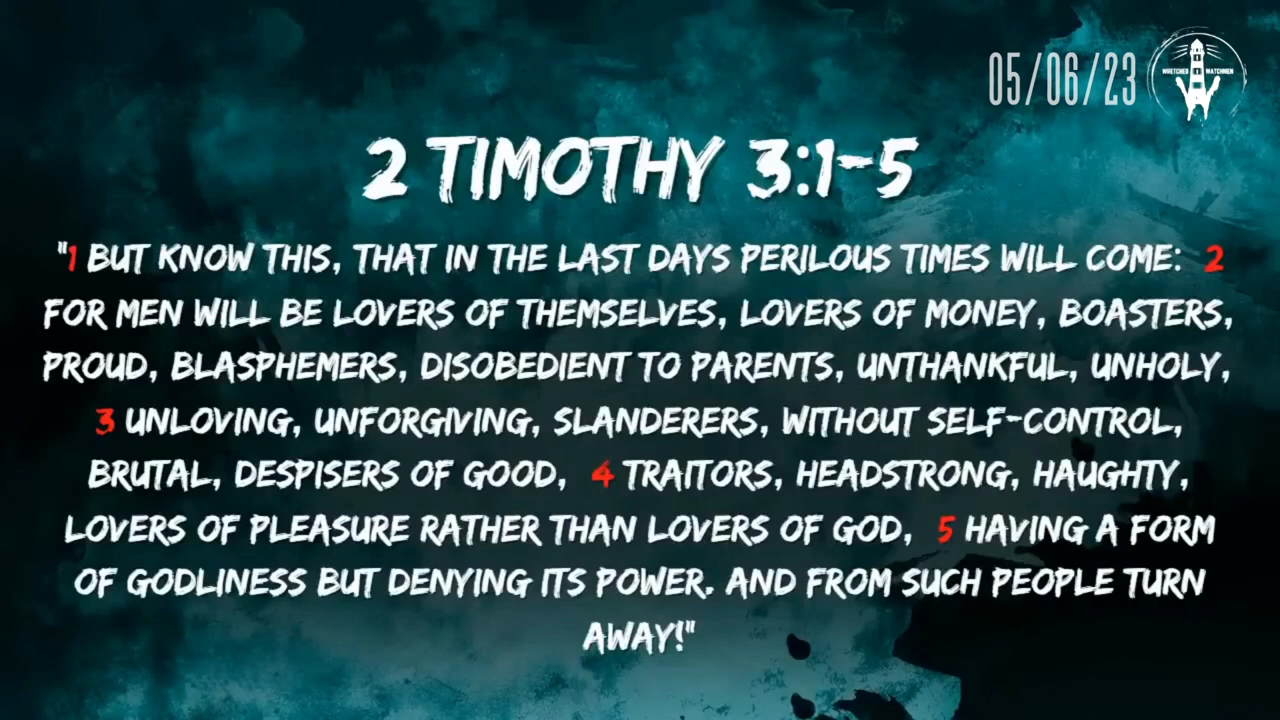 05/06/23
WRETCHED WATCHMEN
2 TIMOTHY 3:1-5
"1 BUT KNOW THIS, THAT IN THE LAST DAYS PERILOUS TIMES WILL COME: 2
FOR MEN WILL BE LOVERS OF THEMSELVES, LOVERS OF MONEY, BOASTERS,
PROUD, BLASPHEMERS, DISOBEDIENT TO PARENTS, UNTHANKFUL, UNHOLY,
3 UNLOVING, UNFORGIVING, SLANDERERS, WITHOUT SELF-CONTROL,
BRUTAL, DESPISERS OF GOOD, 4 TRAITORS, HEADSTRONG, HAUGHTY,
LOVERS OF PLEASURE RATHER THAN LOVERS OF GOD, 5 HAVING A FORM
OF GODLINESS BUT DENYING ITS POWER. AND FROM SUCH PEOPLE TURN
AWAY!"